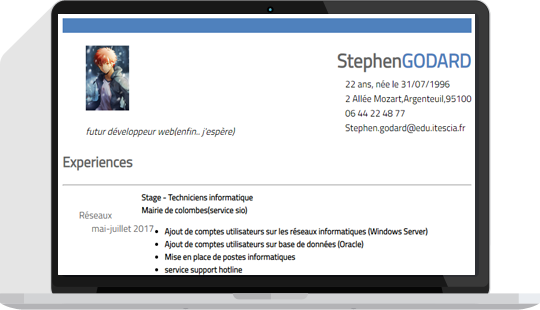 StephenGODARD
22 ans, née le 31/07/1996
2 Allée Mozart,Argenteuil,95100
06 44 22 48 77
Stephen.godard@edu.itescia.fr
futur développeur web(enfin.. j'espère)
Experiences
Stage - Techniciens informatique
Mairie de colombes(service sio)
Réseaux
mai-juillet 2017
• Ajout de comptes utilisateurs sur les réseaux informatiques (Windows Server)
• Ajout de comptes utilisateurs sur base de données (Oracle)
• Mise en place de postes informatiques
• service support hotline